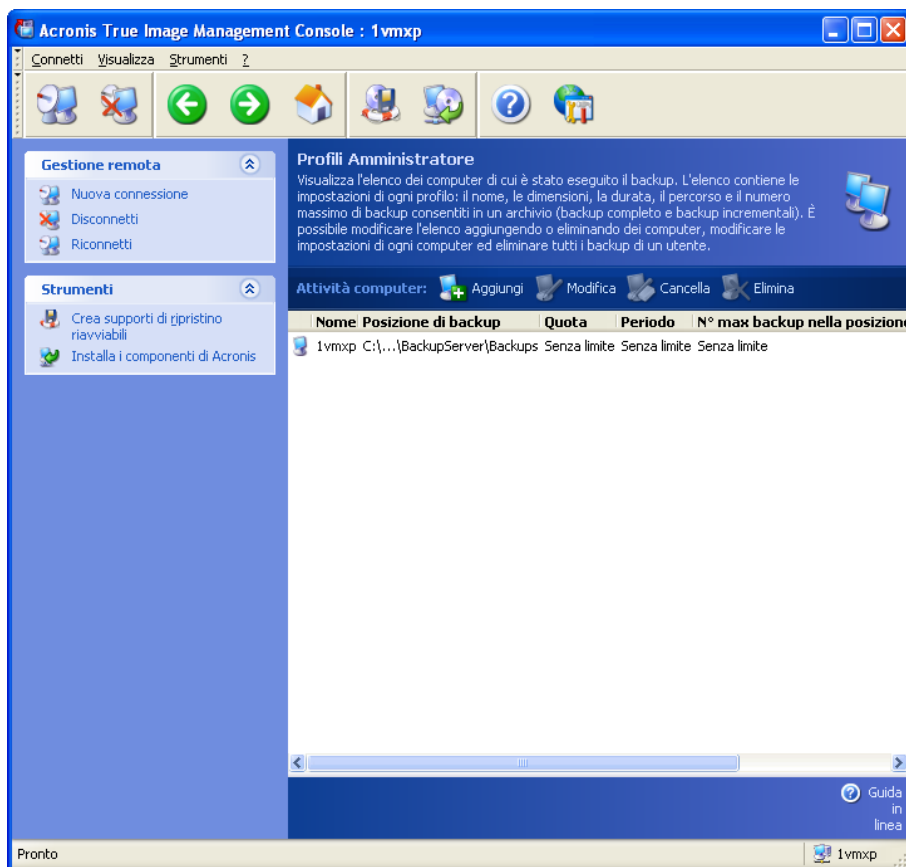 Acronis True Image Management Console : 1vmxp
Connetti Visualizza Strumenti ?
Gestione remota
Nuova connessione
Disconnetti
Riconnetti
Strumenti
Crea supporti di ripristino
riavviabili
Installa i componenti di Acronis
Profili Amministratore
Visualizza l'elenco dei computer di cui è stato eseguito il backup. L'elenco contiene le
impostazioni di ogni profilo: il nome, le dimensioni, la durata, il percorso e il numero
massimo di backup consentiti in un archivio (backup completo e backup incrementali). È
possibile modificare l'elenco aggiungendo o eliminando dei computer, modificare le
impostazioni di ogni computer ed eliminare tutti i backup di un utente.
Attività computer: Aggiungi Modifica Cancella Elimina
Nome Posizione di backup Quota Periodo N° max backup nella posizione
1vmxp C:\...\BackupServer\Backups Senza limite Senza limite Senza limite
Guida
in
linea
Pronto 1vmxp